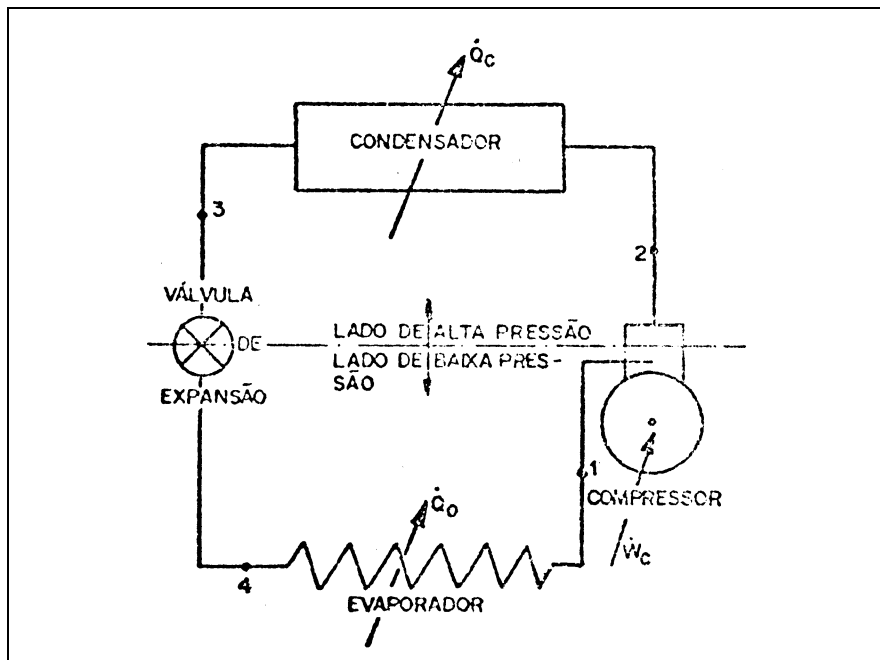 Q̇c
CONDENSADOR
3
2
VÁLVULA
DE
EXPANSÃO
LADO DE ALTA PRESSÃO
LADO DE BAIXA PRES-
SÃO
1
COMPRESSOR
Ẇc
Q̇o
4
EVAPORADOR